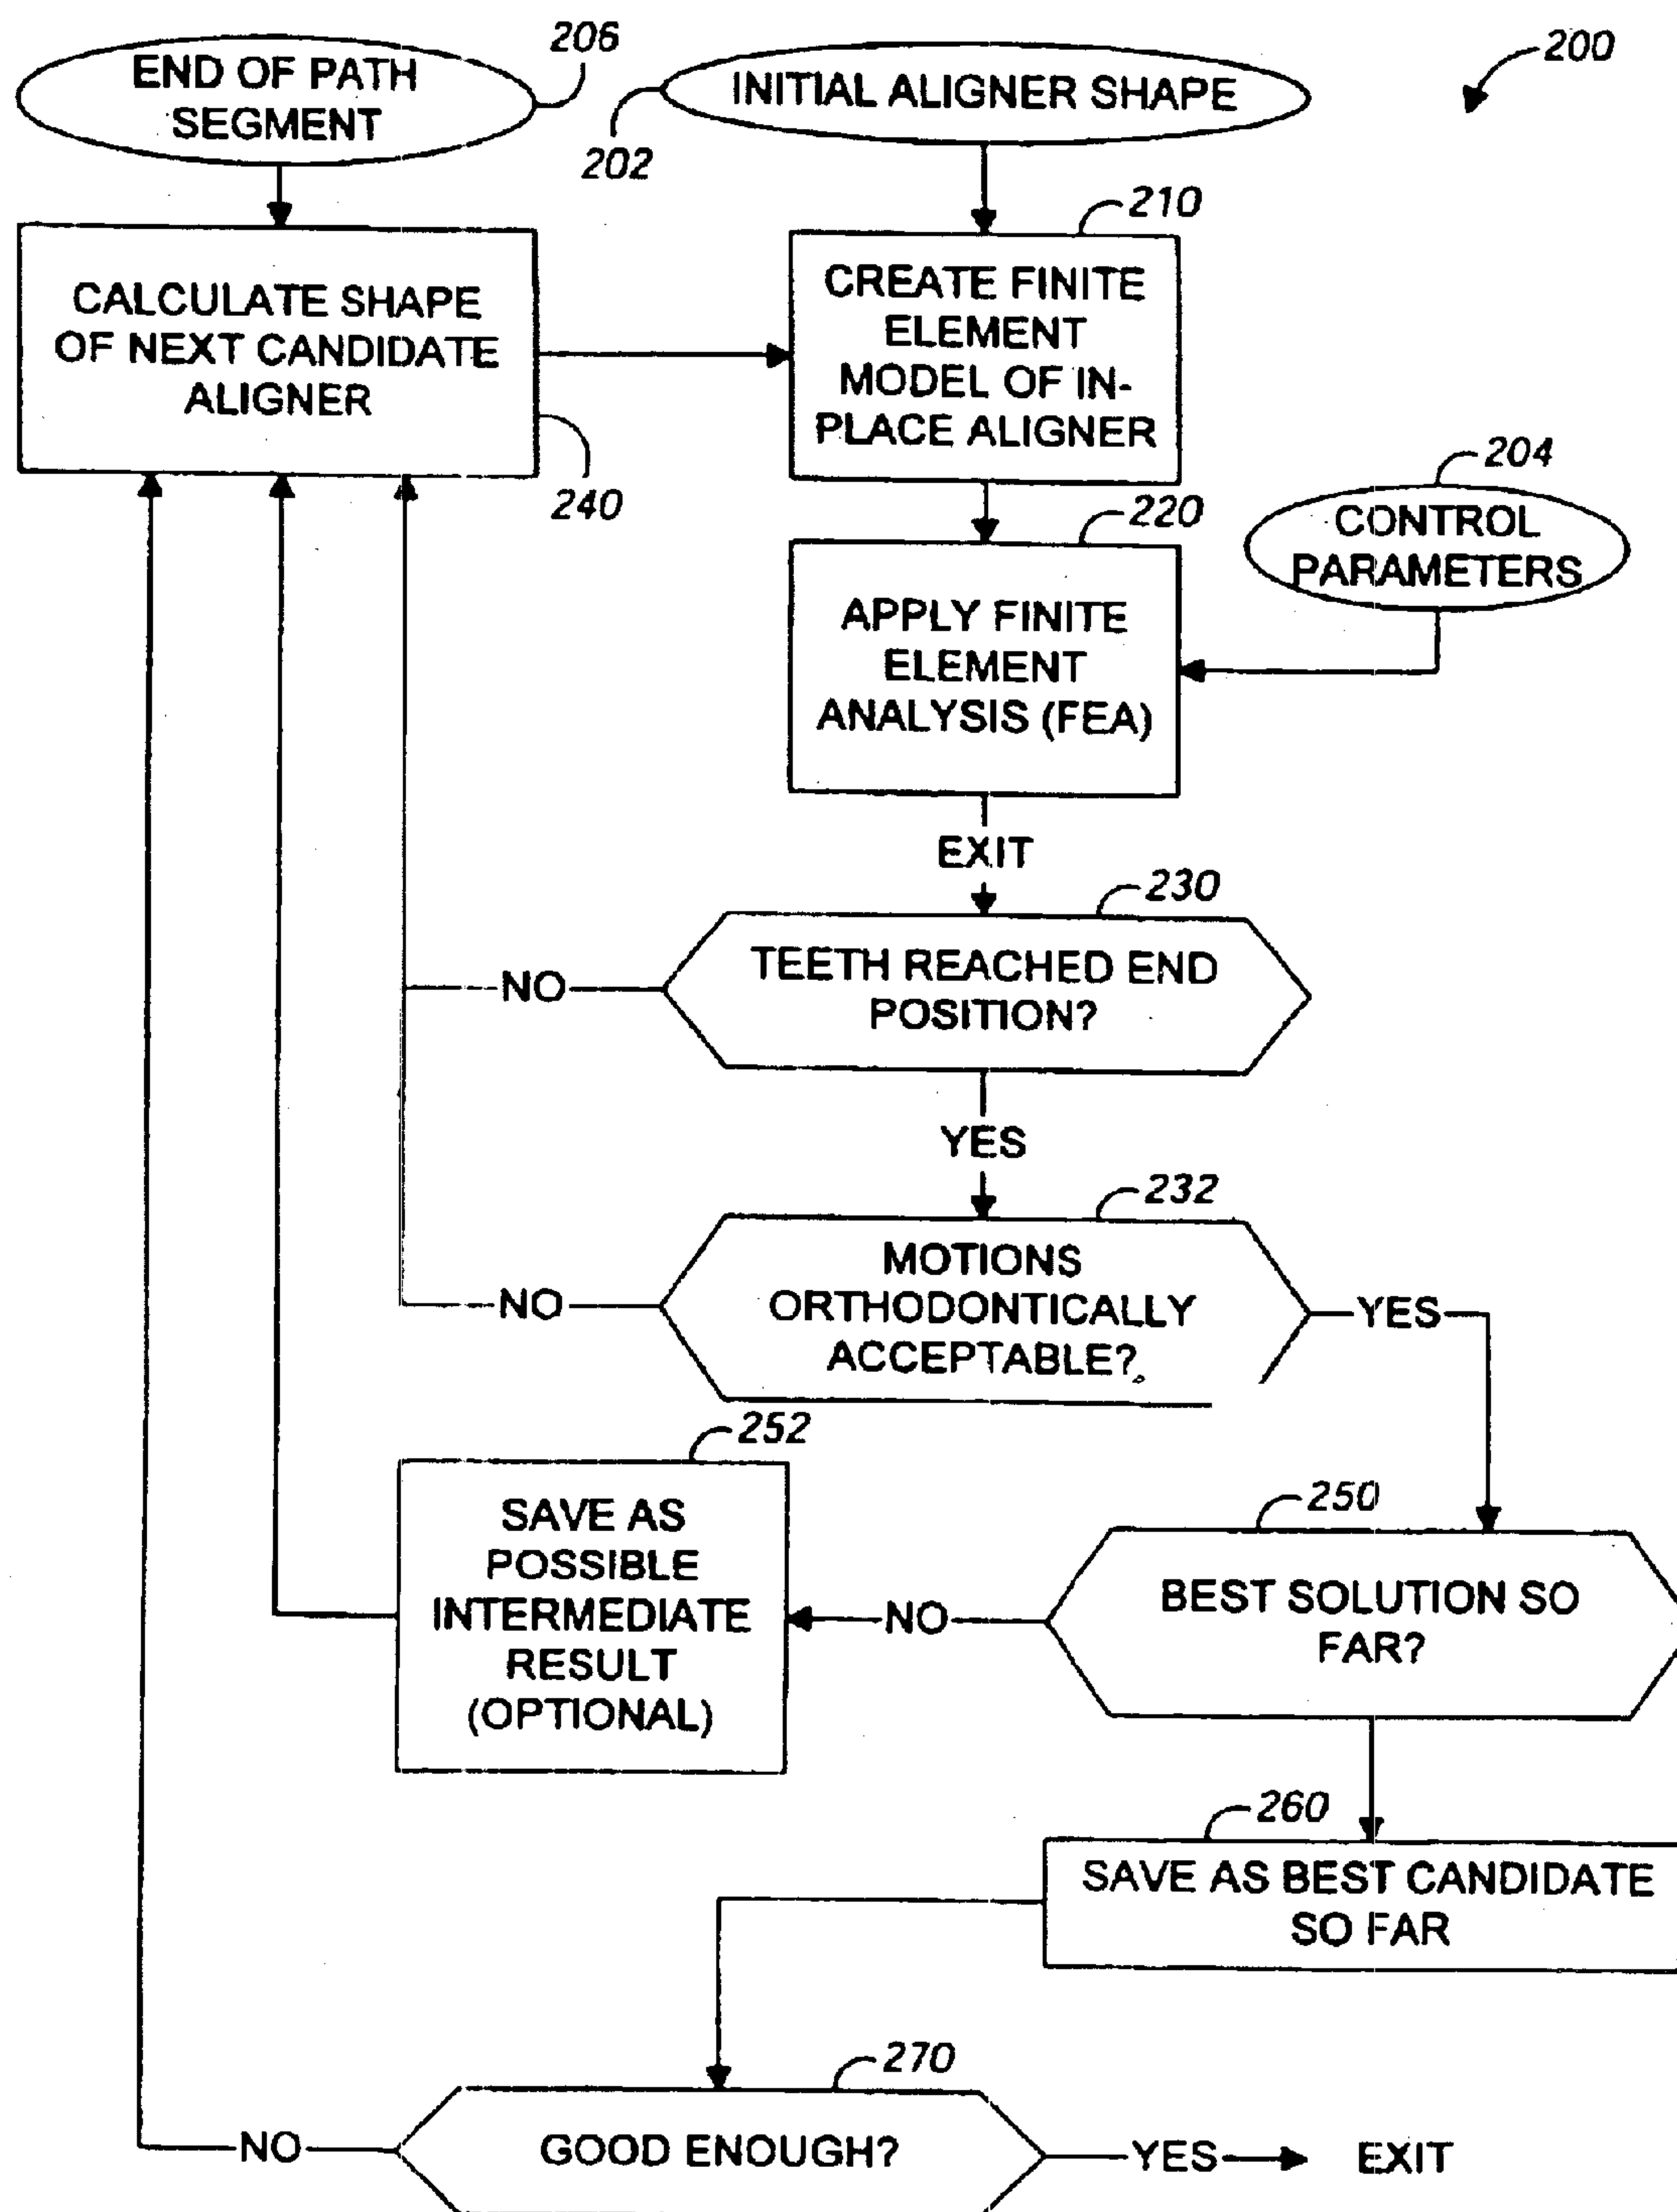 206
END OF PATH
SEGMENT
INITIAL ALIGNER SHAPE
200
202
210
CALCULATE SHAPE
OF NEXT CANDIDATE
ALIGNER
240
CREATE FINITE
ELEMENT
MODEL OF IN-
PLACE ALIGNER
204
CONTROL
PARAMETERS
220
APPLY FINITE
ELEMENT
ANALYSIS (FEA)
EXIT
230
TEETH REACHED END
POSITION?
NO
YES
232
MOTIONS
ORTHODONTICALLY
ACCEPTABLE?
NO
YES
252
SAVE AS
POSSIBLE
INTERMEDIATE
RESULT
(OPTIONAL)
250
BEST SOLUTION SO
FAR?
NO
260
SAVE AS BEST CANDIDATE
SO FAR
270
GOOD ENOUGH?
NO
YES
EXIT